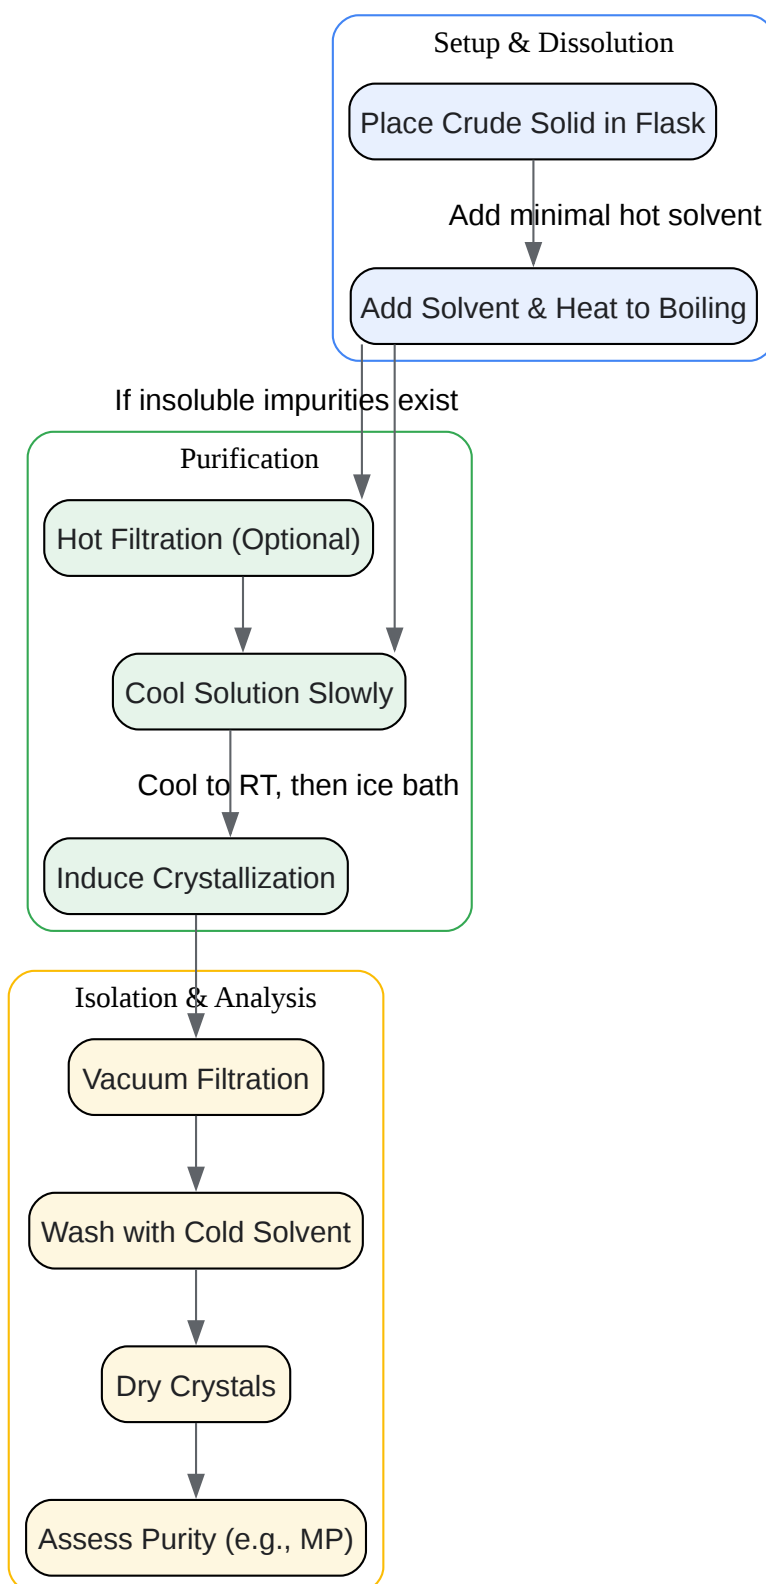 Setup & Dissolution
Place Crude Solid in Flask
Add minimal hot solvent
Add Solvent & Heat to Boiling
If insoluble impurities exist
Purification
Hot Filtration (Optional)
Cool Solution Slowly
Cool to RT, then ice bath
Induce Crystallization
Isolation & Analysis
Vacuum Filtration
Wash with Cold Solvent
Dry Crystals
Assess Purity (e.g., MP)